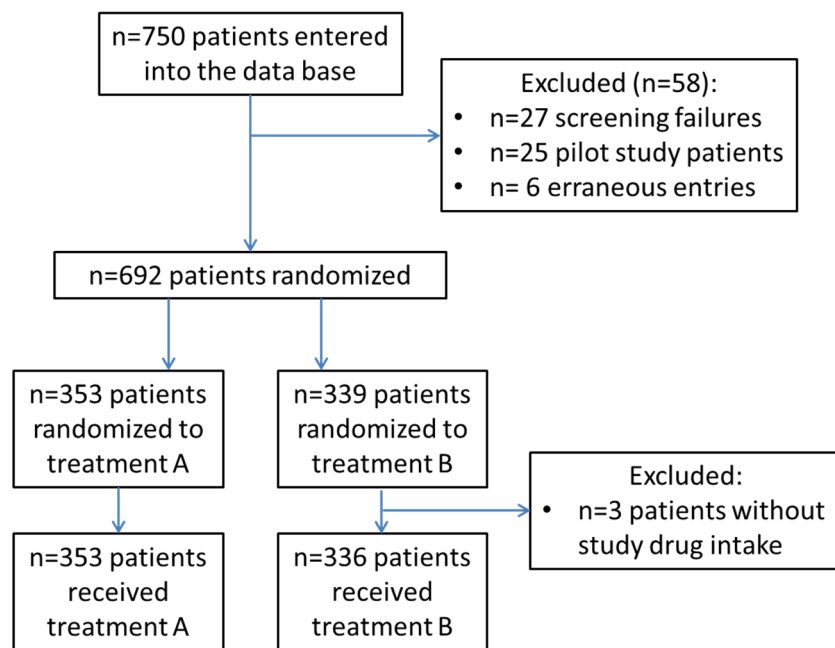 n=750 patients entered
into the data base
Excluded (n=58):
• n=27 screening failures
• n=25 pilot study patients
• n= 6 erraneous entries
n=692 patients randomized
n=353 patients
randomized to
treatment A
n=339 patients
randomized to
treatment B
Excluded:
• n=3 patients without
study drug intake
n=353 patients
received
treatment A
n=336 patients
received
treatment B